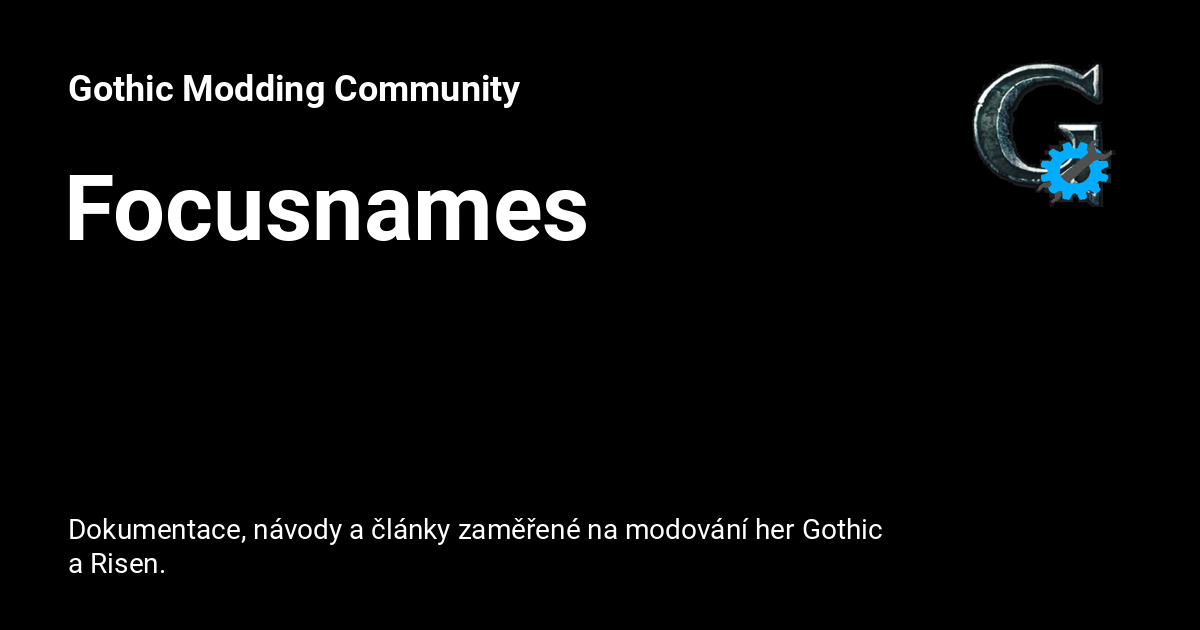 Gothic Modding Community
Focusnames
Dokumentace, návody a články zaměřené na modování her Gothic
a Risen.